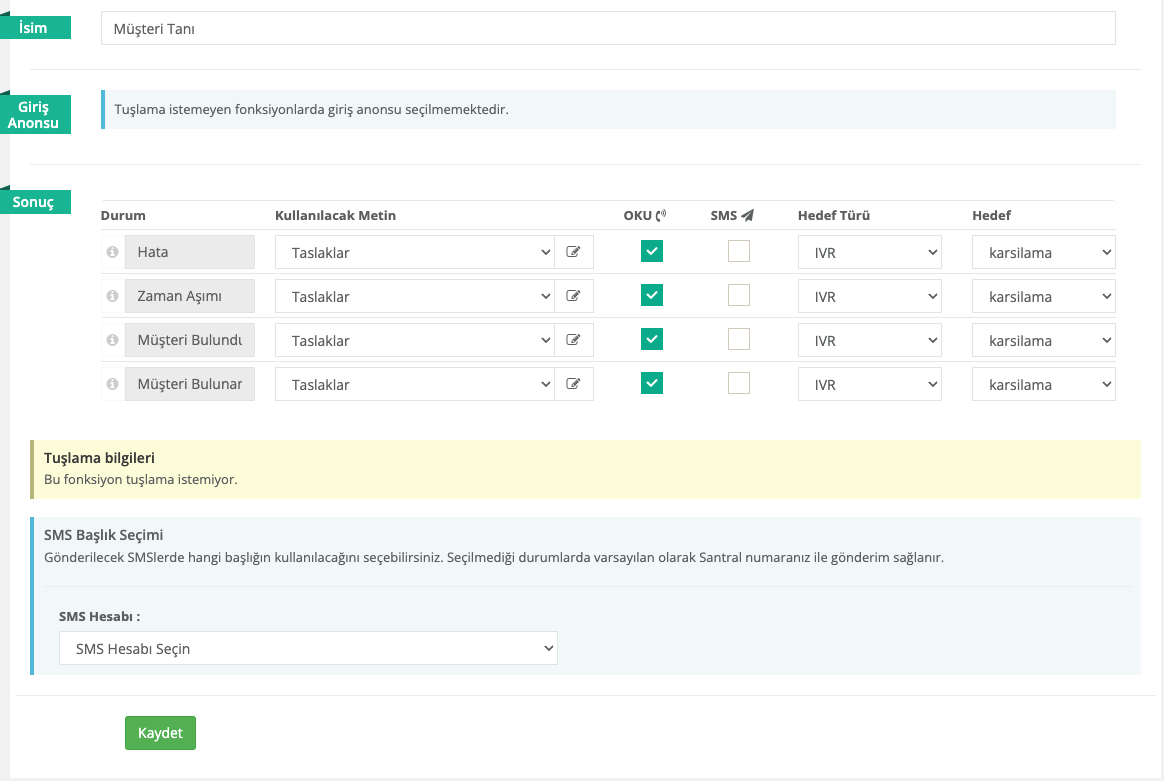 İsim
Müşteri Tanı
Giriş
Anonsu
Tuşlama istemeyen fonksiyonlarda giriş anonsu seçilmemektedir.
Sonuç
Durum Kullanılacak Metin OKU SMS Hedef Türü Hedef
Hata Taslaklar IVR karsilama
Zaman Aşımı Taslaklar IVR karsilama
Müşteri Bulundu Taslaklar IVR karsilama
Müşteri Bulunar Taslaklar IVR karsilama
Tuşlama bilgileri
Bu fonksiyon tuşlama istemiyor.
SMS Başlık Seçimi
Gönderilecek SMSlerde hangi başlığın kullanılacağını seçebilirsiniz. Seçilmediği durumlarda varsayılan olarak Santral numaranız ile gönderim sağlanır.
SMS Hesabı :
SMS Hesabı Seçin
Kaydet